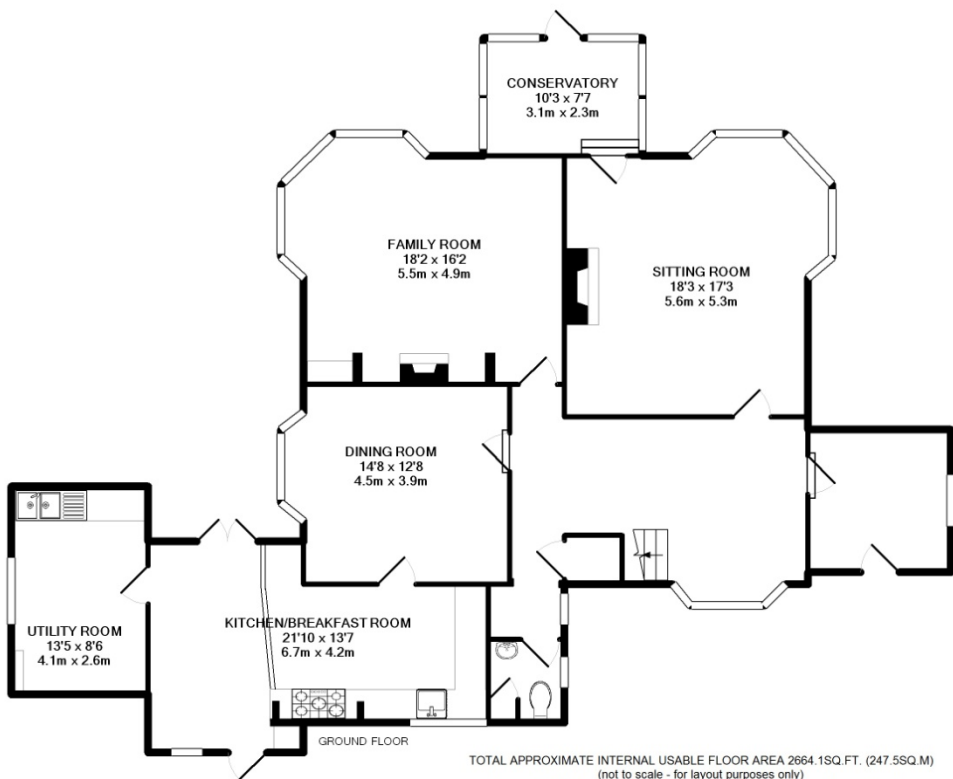 CONSERVATORY
10'3 x 7'7
3.1m x 2.3m
FAMILY ROOM
18'2 x 16'2
5.5m x 4.9m
SITTING ROOM
18'3 x 17'3
5.6m x 5.3m
DINING ROOM
14'8 x 12'8
4.5m x 3.9m
UTILITY ROOM
13'5 x 8'6
4.1m x 2.6m
KITCHEN/BREAKFAST ROOM
21'10 x 13'7
6.7m x 4.2m
GROUND FLOOR
TOTAL APPROXIMATE INTERNAL USABLE FLOOR AREA 2664.1SQ.FT. (247.5SQ.M)
(not to scale - for layout purposes only)